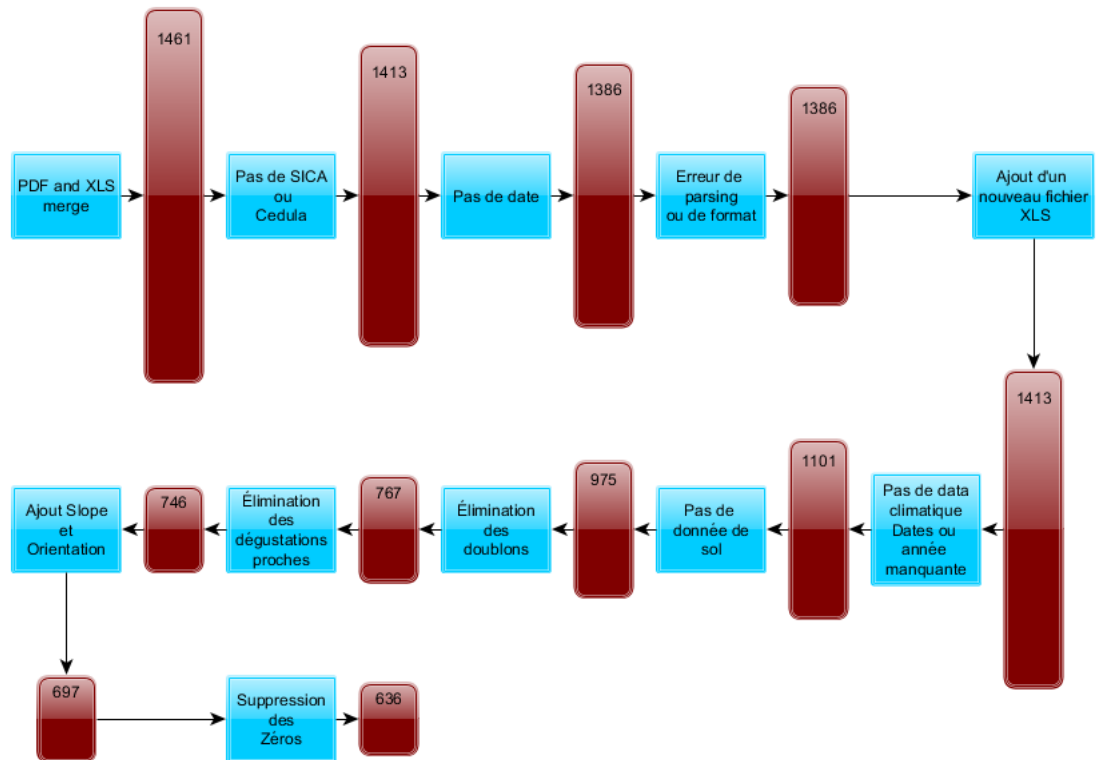 PDF and XLS
merge
1461
Pas de SICA
ou
Cedula
1413
Pas de date
1386
Erreur de
parsing
ou de format
1386
Ajout d'un
nouveau fichier
XLS
1413
Pas de data
climatique
Dates ou
année
manquante
1101
Pas de
donnée de
sol
975
Élimination
des
doublons
767
Élimination
des
dégustations
proches
746
Ajout Slope
et
Orientation
697
Suppression
des
Zéros
636